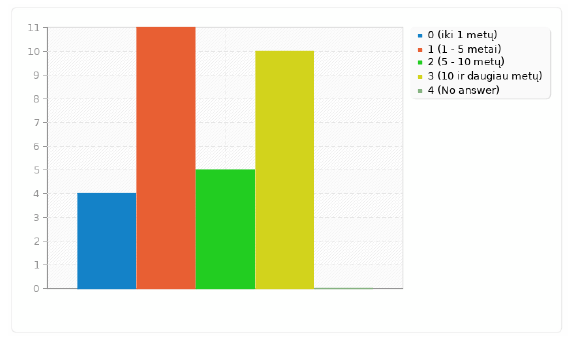 11
10
9
8
7
6
5
4
3
2
1
0
0 (iki 1 metų)
1 (1 - 5 metai)
2 (5 - 10 metų)
3 (10 ir daugiau metų)
4 (No answer)